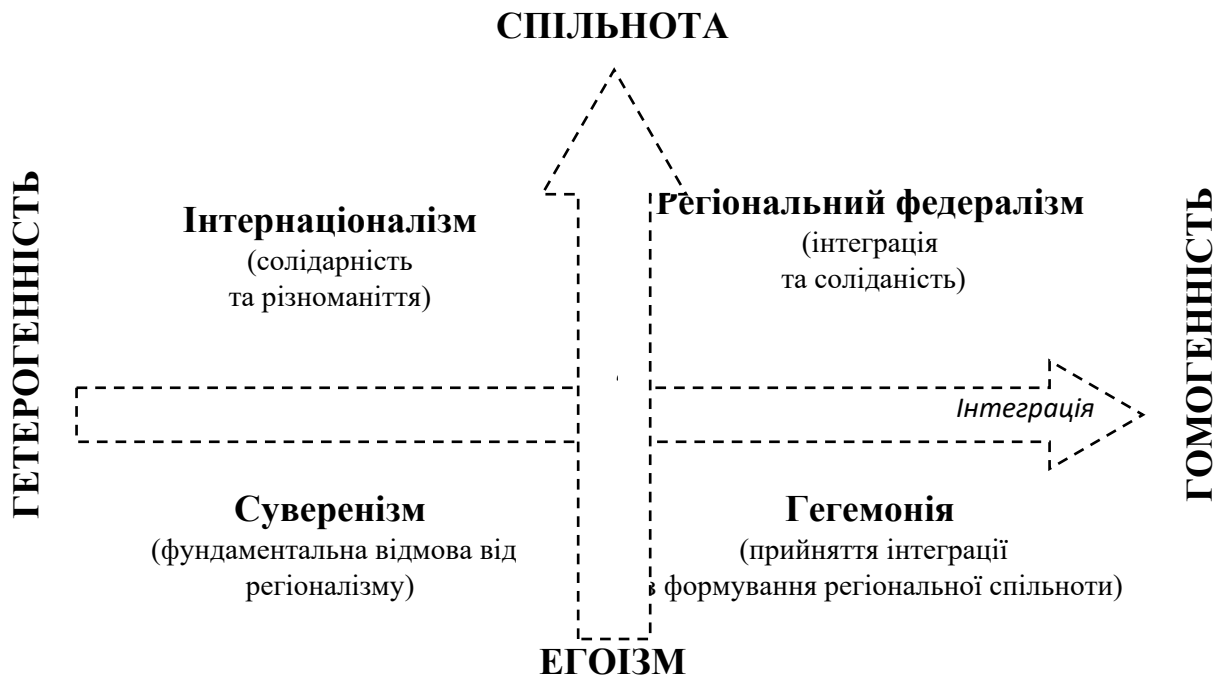 СПІЛЬНОТА
ГЕТЕРОГЕННІСТЬ
Інтернаціоналізм
(солідарність
та різноманіття)
Регіональний федералізм
(інтеграція
та соліданість)
Інтеграція
ГОМОГЕННІСТЬ
Суверенізм
(фундаментальна відмова від
регіоналізму)
Гегемонія
(прийняття інтеграції
формування регіональної спільноти)
ЕГОІЗМ